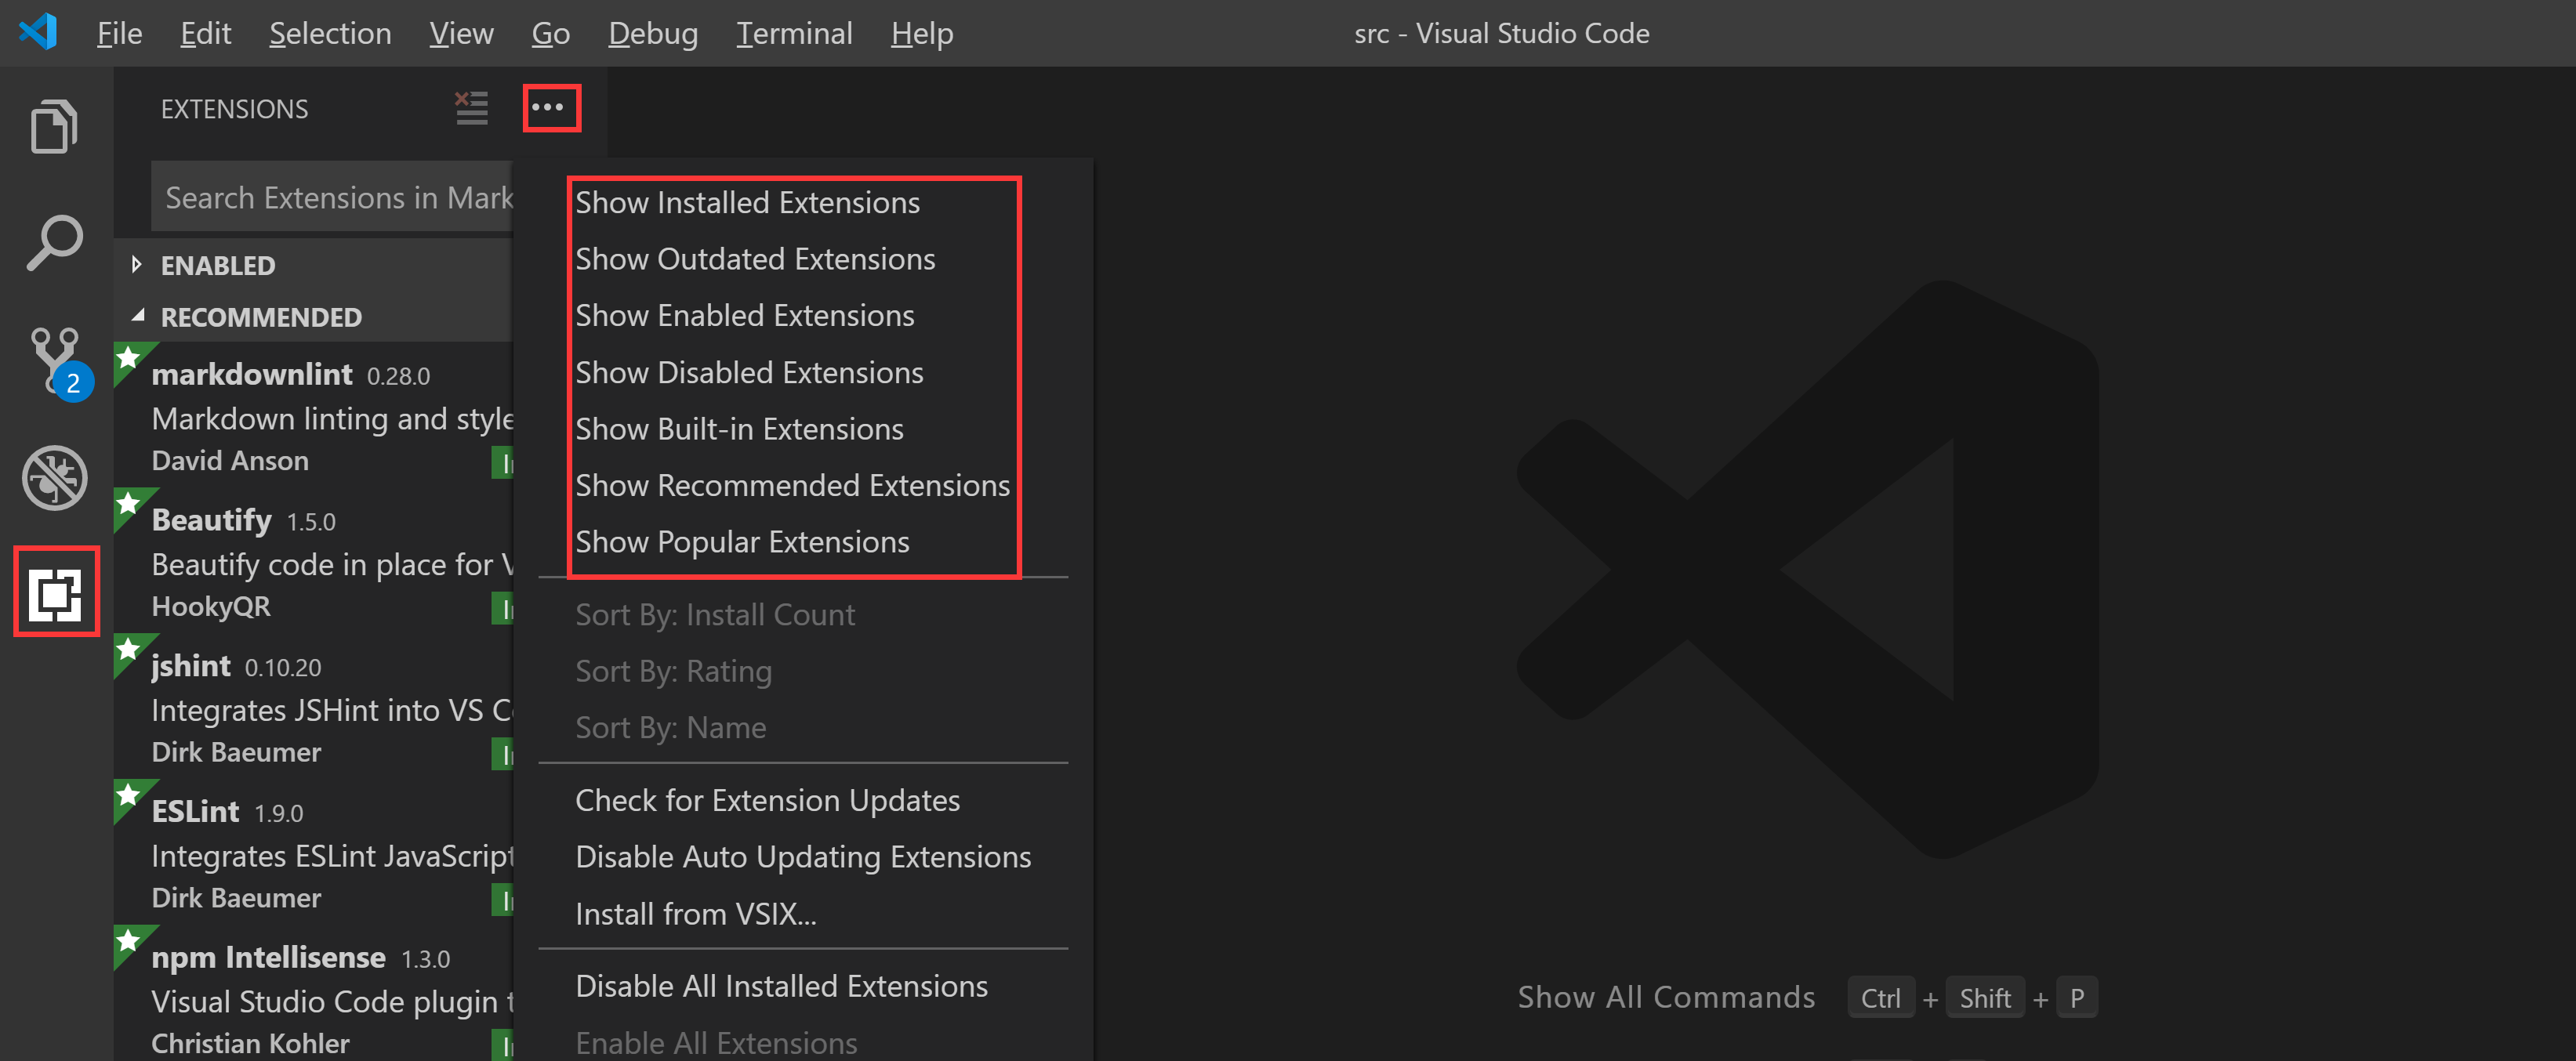 File Edit Selection View Go Debug Terminal Help
src - Visual Studio Code
EXTENSIONS
Search Extensions in Mark
ENABLED
RECOMMENDED
2
markdownlint 0.28.0
Markdown linting and style
David Anson
Beautify 1.5.0
Beautify code in place for V
HookyQR
jshint 0.10.20
Integrates JSHint into VS C
Dirk Baeumer
ESLint 1.9.0
Integrates ESLint JavaScript
Dirk Baeumer
npm Intellisense 1.3.0
Visual Studio Code plugin t
Christian Kohler
Show Installed Extensions
Show Outdated Extensions
Show Enabled Extensions
Show Disabled Extensions
Show Built-in Extensions
Show Recommended Extensions
Show Popular Extensions
Sort By: Install Count
Sort By: Rating
Sort By: Name
Check for Extension Updates
Disable Auto Updating Extensions
Install from VSIX...
Disable All Installed Extensions
Enable All Extensions
Show All Commands Ctrl + Shift + P